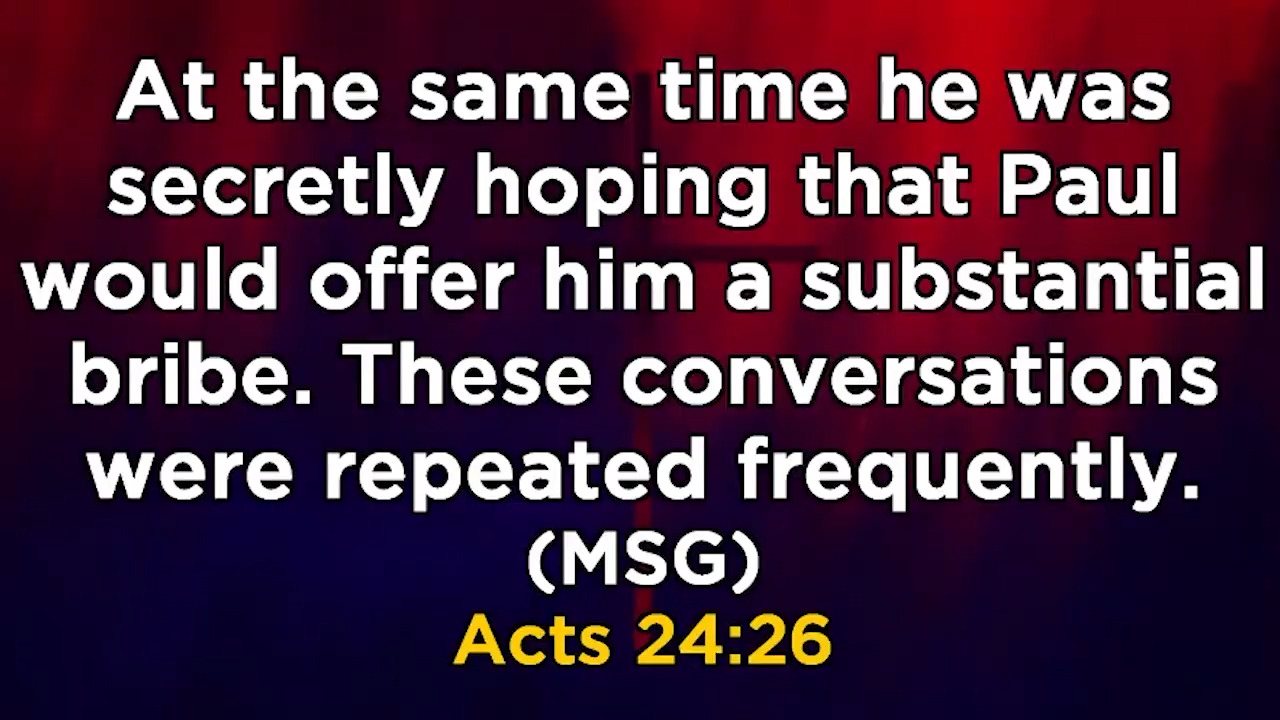 At the same time he was
secretly hoping that Paul
would offer him a substantial
bribe. These conversations
were repeated frequently.
(MSG)
Acts 24:26